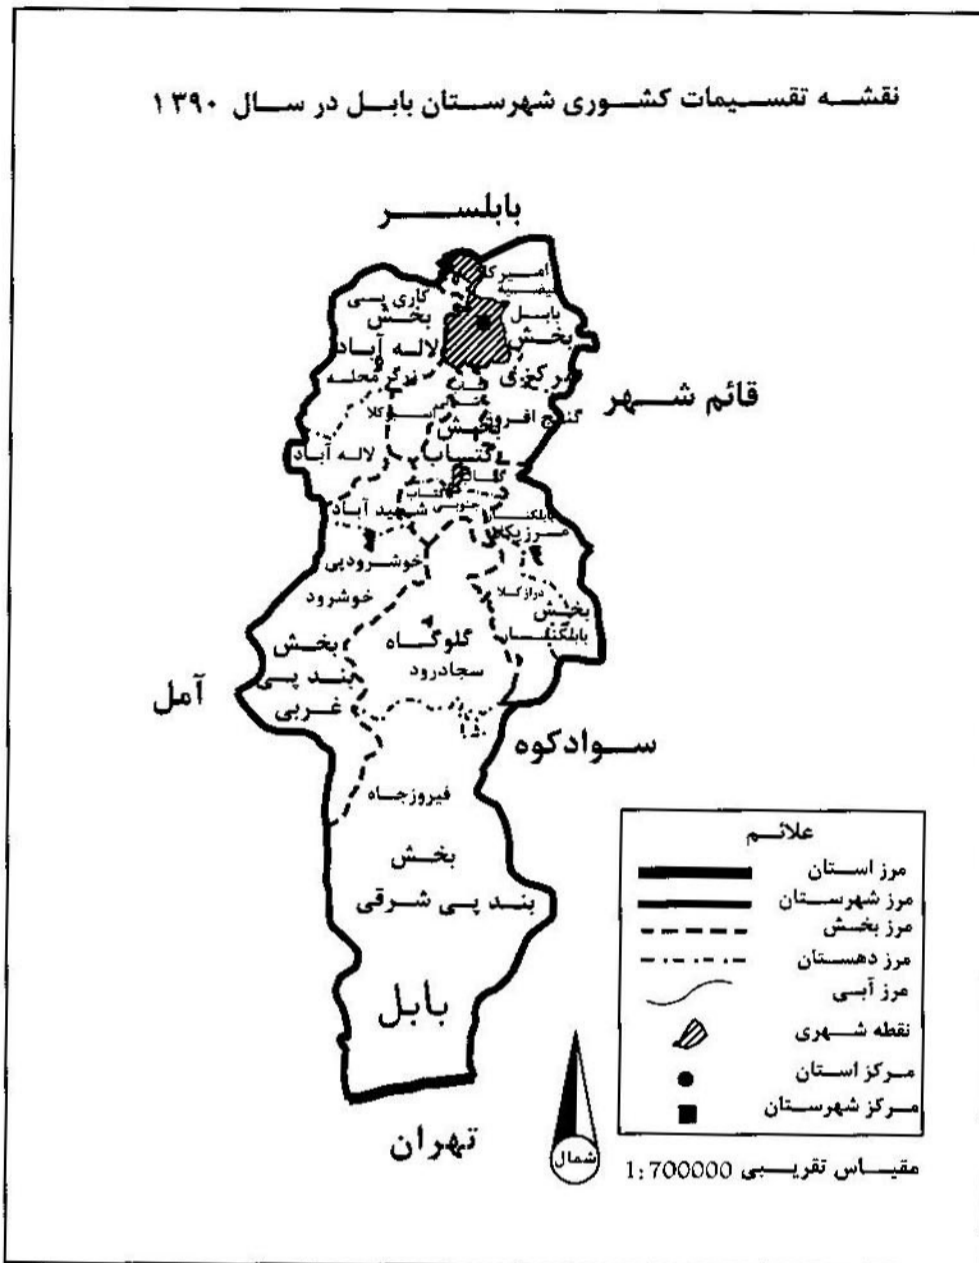 نقشه تقسیمات کشوری شهرستان بابل در سال ۱۳۹۰
بابلسر
امیرکلا
کاری پی
بابل
بخش
لاله آباد
بخش
مرکزی
نرگر محله
قائم شهر
گنج افروز
اسبوکلا
بخش
لاله آباد
گتاب
جنوبی
شهید آباد
بابلکنار
خوشرودپی
درازکلا
خوشرود
بخش
بابلکنار
گلوگاه
سجادرود
بخش
بند پی
غربی
آمل
سوادکوه
فیروزجاه
بخش
بند پی شرقی
بابل
تهران
علائم
مرز استان
مرز شهرستان
مرز بخش
مرز دهستان
مرز آبی
نقطه شهری
مرکز استان
مرکز شهرستان
شمال
مقیاس تقریبی 1:700000